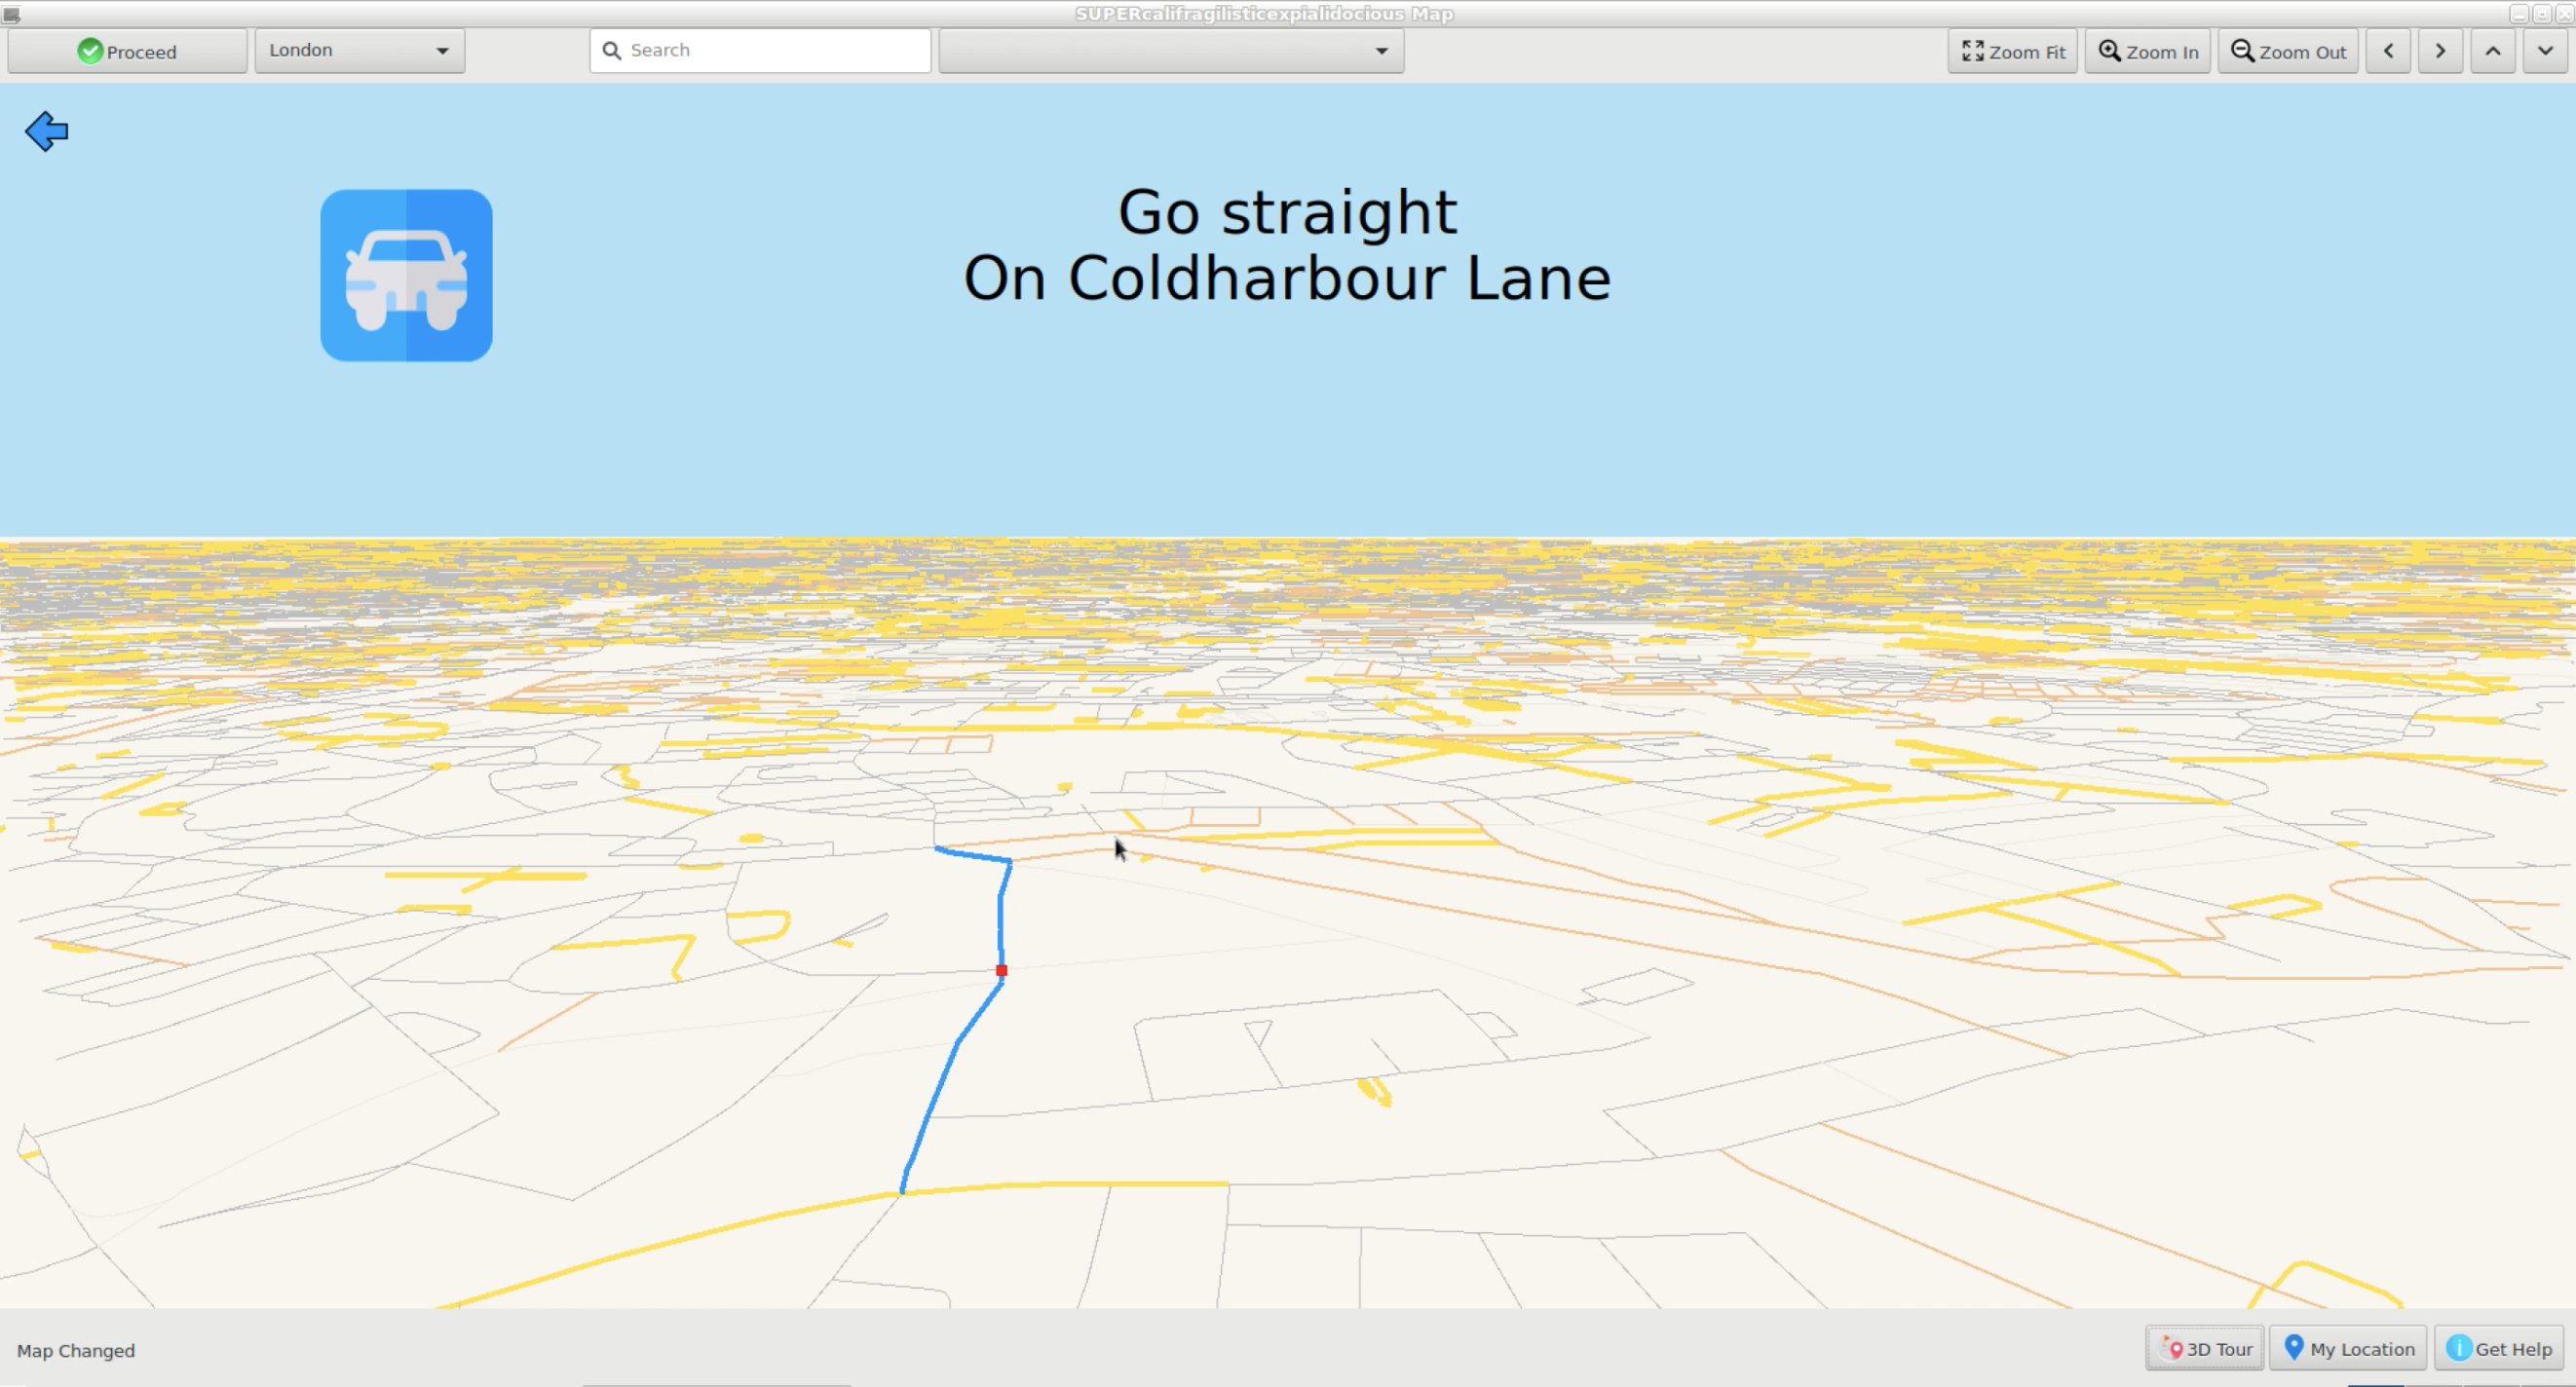 SUPERcalifragilisticexpialidocious Map
Proceed London Search Zoom Fit Zoom In Zoom Out
Go straight
On Coldharbour Lane
Map Changed 3D Tour My Location Get Help